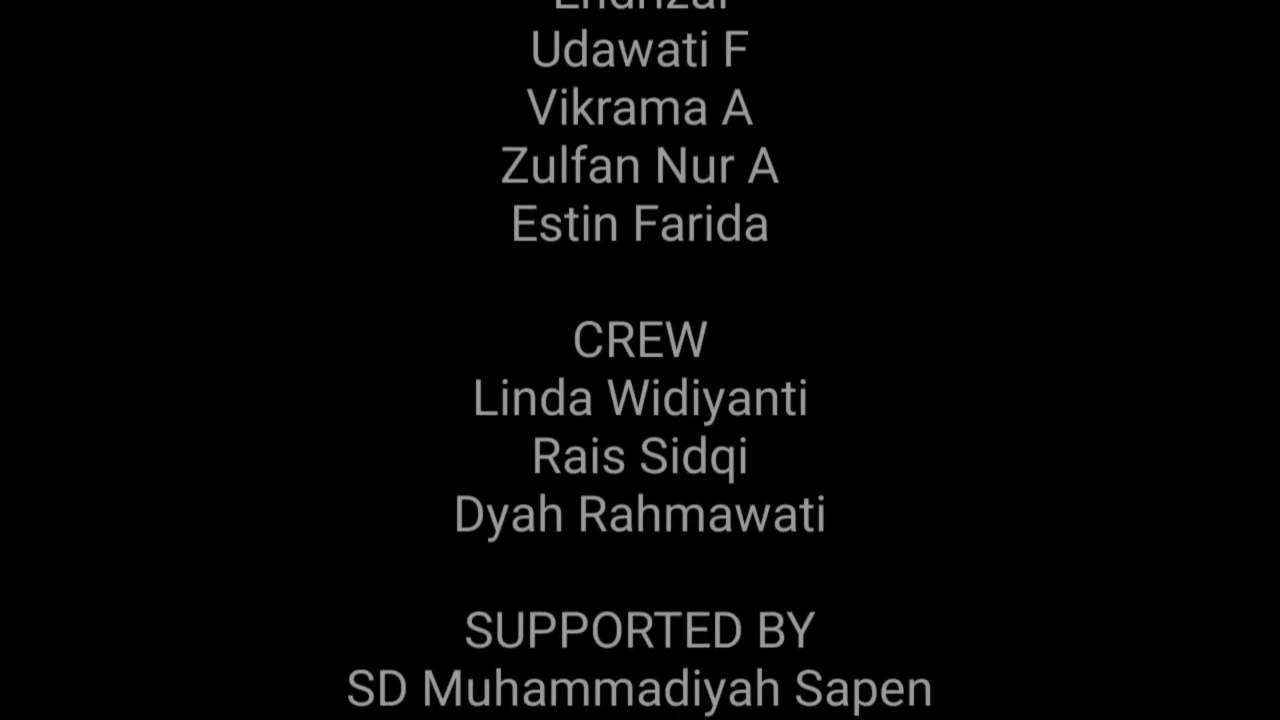 Udawati F
Vikrama A
Zulfan Nur A
Estin Farida
CREW
Linda Widiyanti
Rais Sidqi
Dyah Rahmawati
SUPPORTED BY
SD Muhammadiyah Sapen